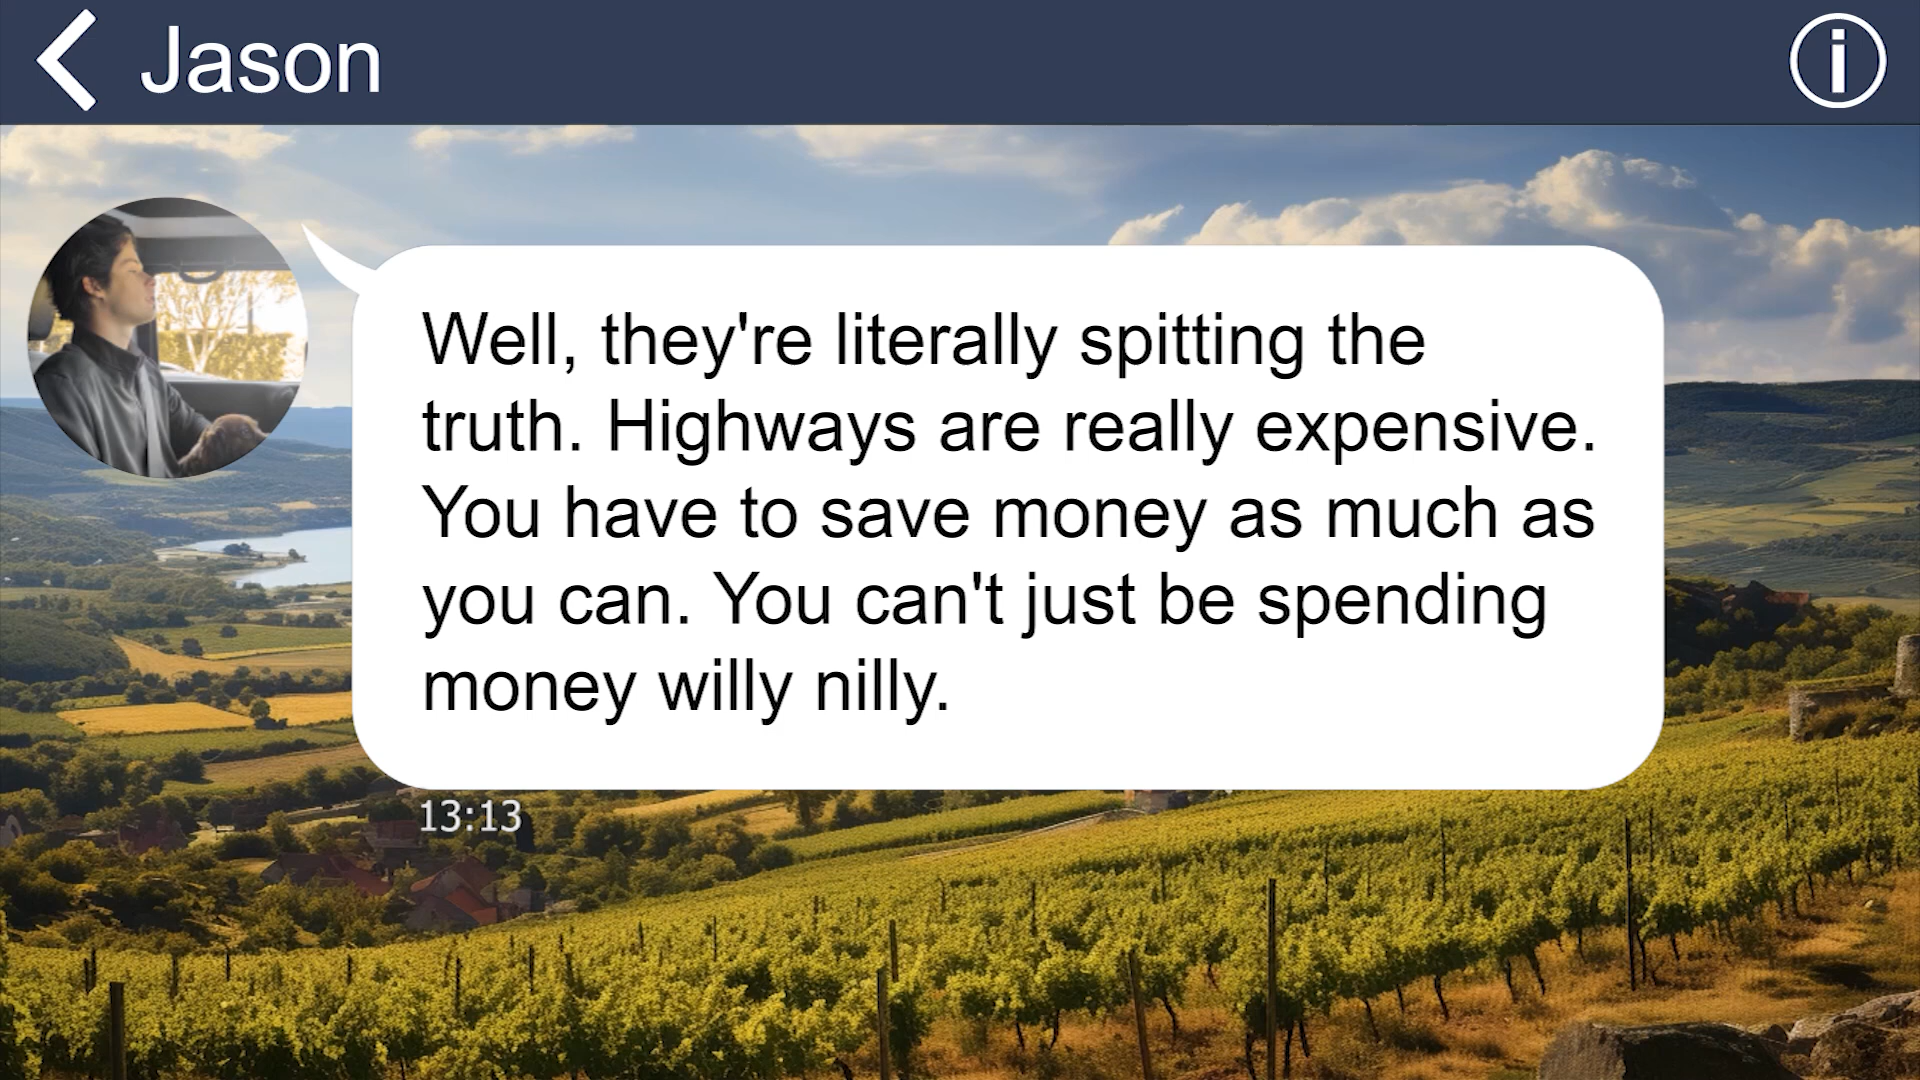 Jason
Well, they're literally spitting the
truth. Highways are really expensive.
You have to save money as much as
you can. You can't just be spending
money willy nilly.
13:13